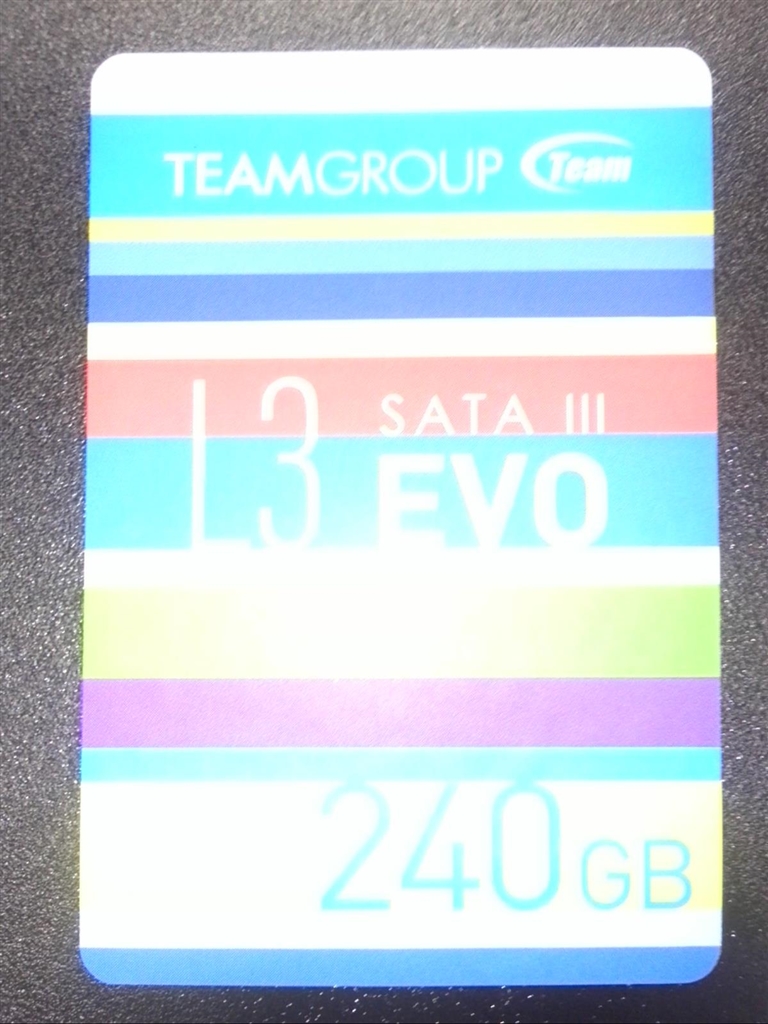 TEAMGROUP Team
L3 SATA III
EVO
240GB